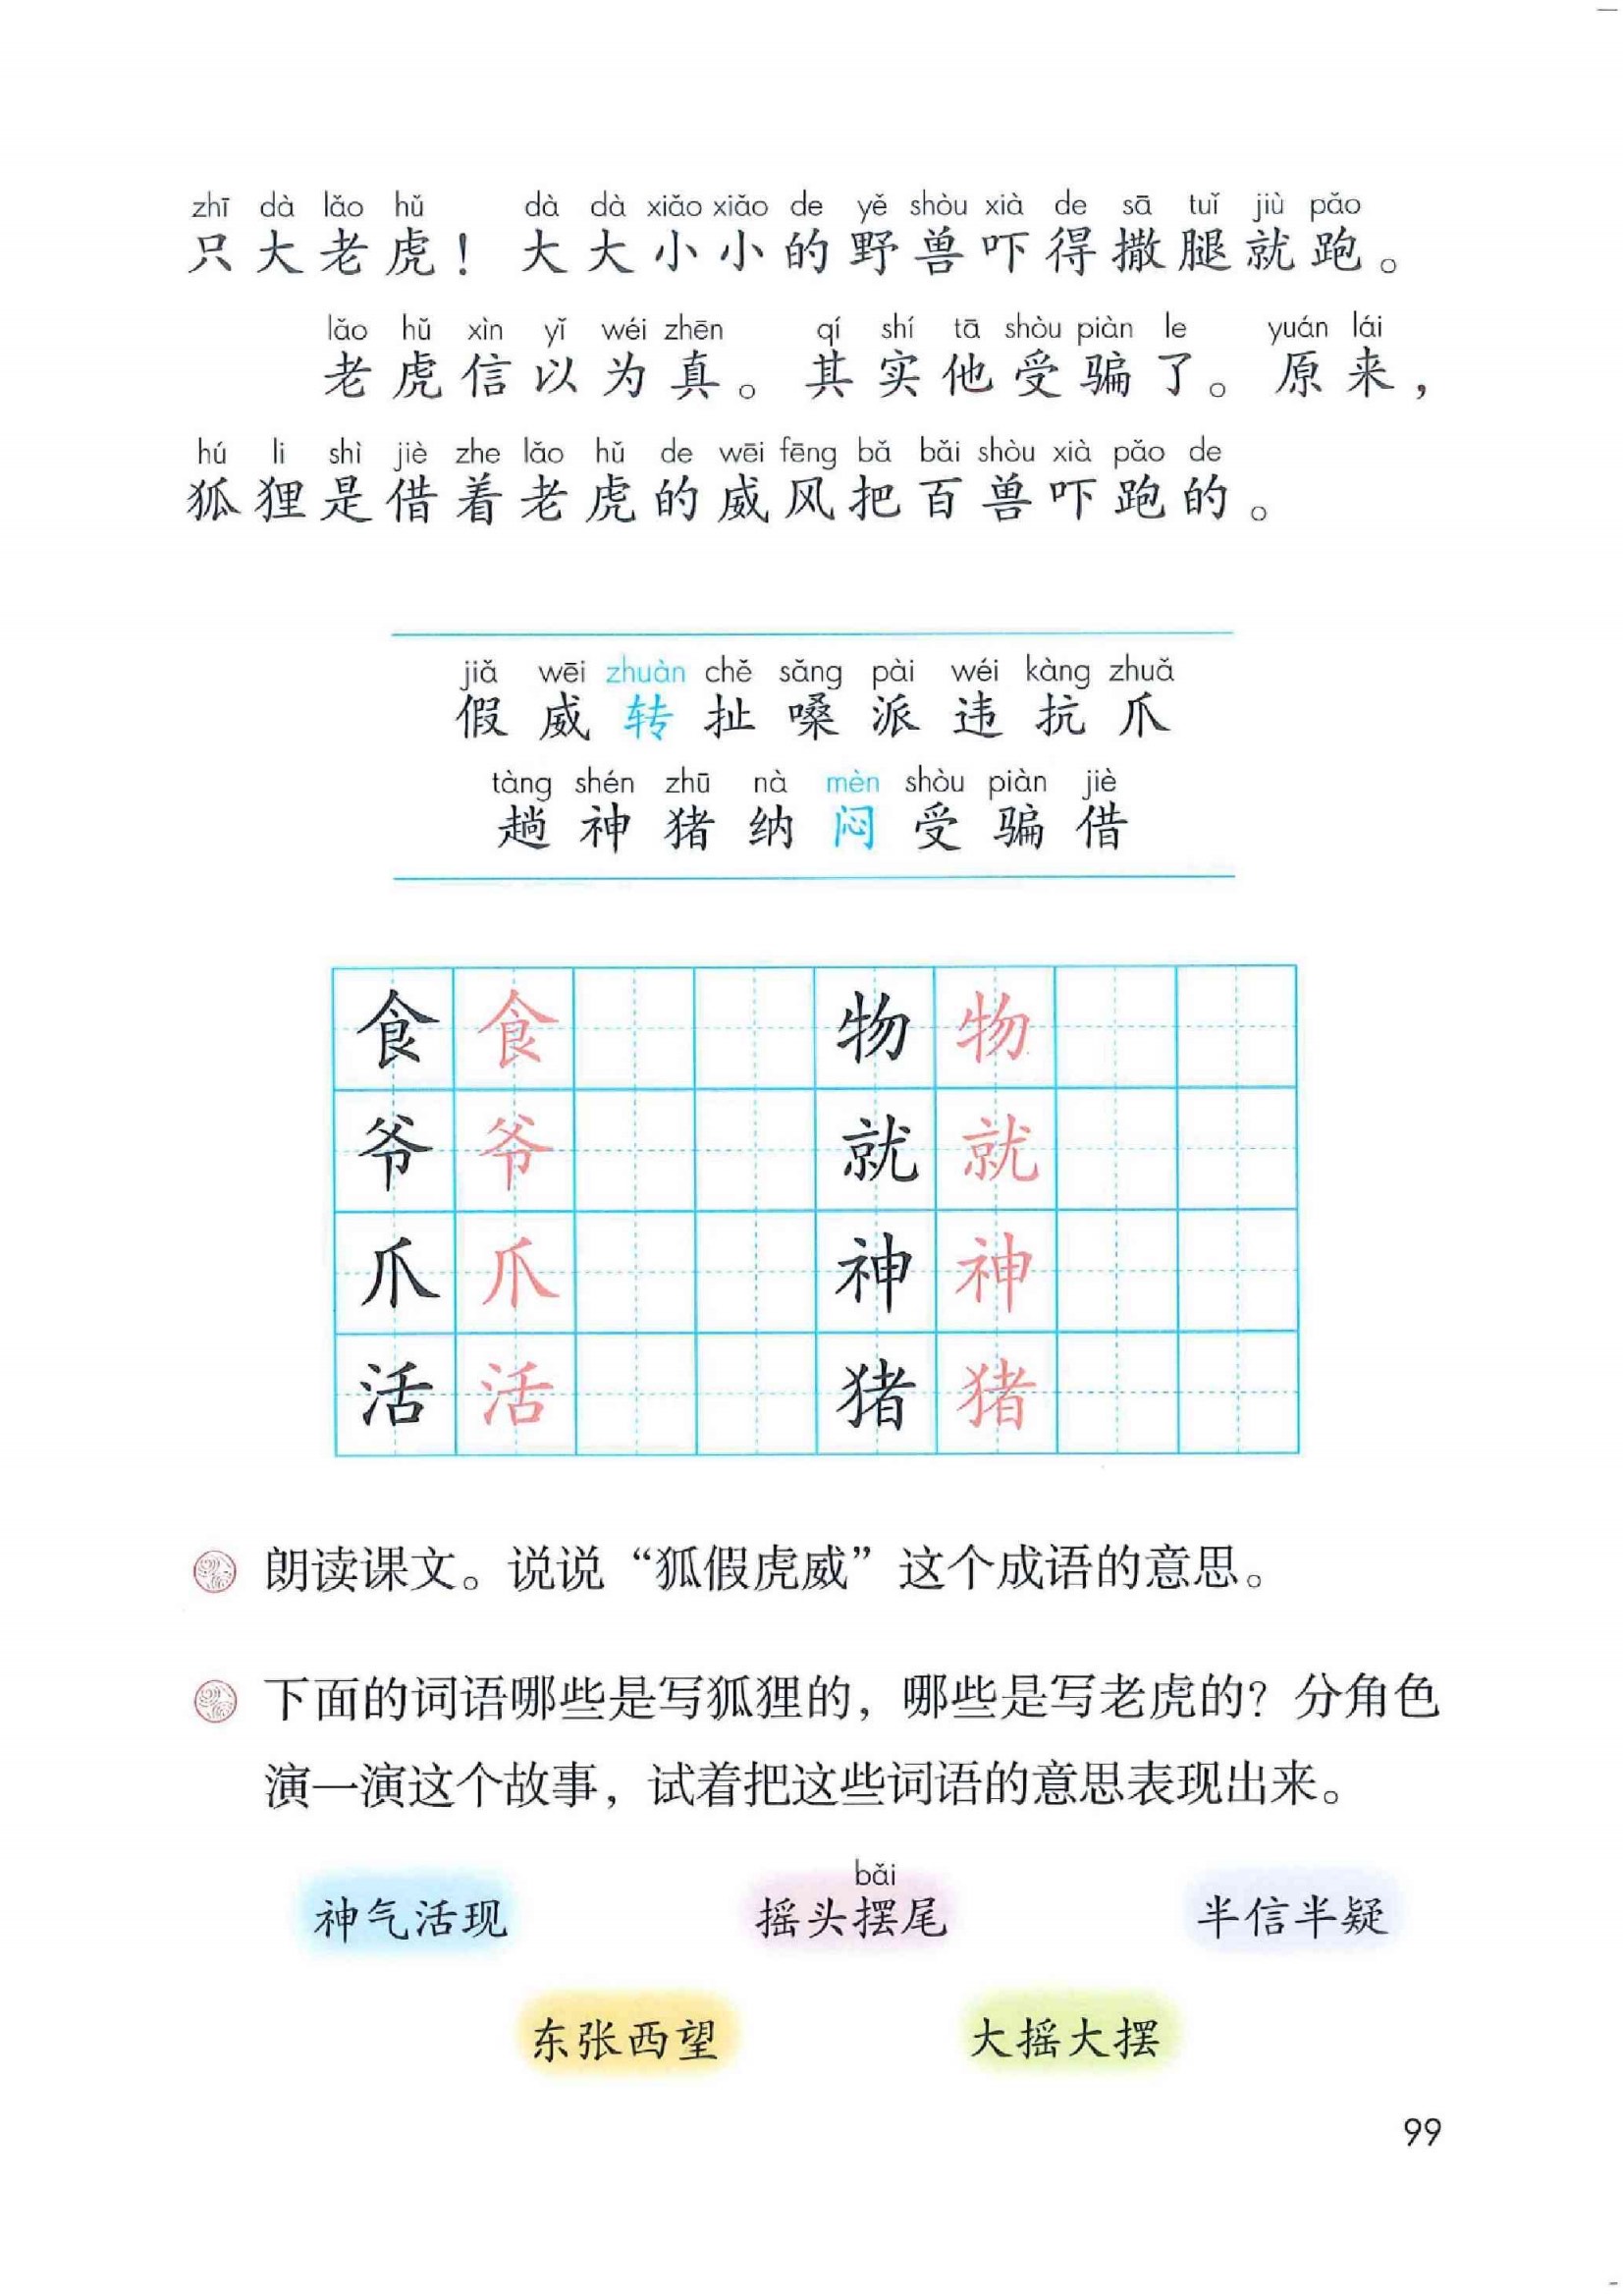 zhī dà lǎo hǔ dà dà xiǎo xiǎo de yě shòu xià de sā tuǐ jiù pǎo
只大老虎！大大小小的野兽吓得撒腿就跑。
lǎo hǔ xìn yǐ wéi zhēn qí shí tā shòu piàn le yuán lái
老虎信以为真。其实他受骗了。原来，
hú li shì jiè zhe lǎo hǔ de wēi fēng bǎ bǎi shòu xià pǎo de
狐狸是借着老虎的威风把百兽吓跑的。
jiǎ wēi zhuàn chě sǎng pài wéi kàng zhuǎ
假威转扯嗓派违抗爪
tàng shén zhū nà mèn shòu piàn jiè
趟神猪纳闷受骗借
食食 物物
爷爷 就就
爪爪 神神
活活 猪猪
朗读课文。说说“狐假虎威”这个成语的意思。
下面的词语哪些是写狐狸的，哪些是写老虎的？分角色
演一演这个故事，试着把这些词语的意思表现出来。
bǎi
神气活现 摇头摆尾 半信半疑
东张西望 大摇大摆
99